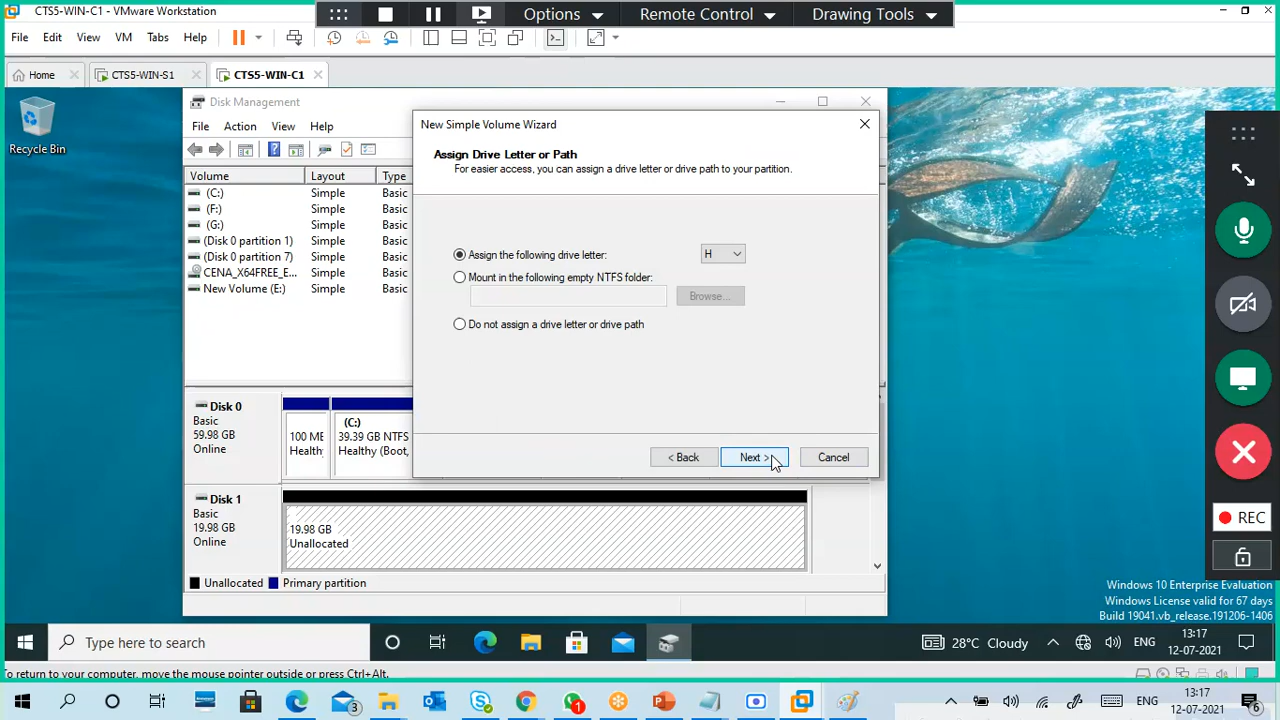 CTS5-WIN-C1 - VMware Workstation
Options
Remote Control
Drawing Tools
File Edit View VM Tabs Help
Home CTS5-WIN-S1 CTS5-WIN-C1
Recycle Bin
Disk Management
File Action View Help
Volume Layout Type
(C:) Simple Basic
(F:) Simple Basic
(G:) Simple Basic
(Disk 0 partition 1) Simple Basic
(Disk 0 partition 7) Simple Basic
CENA_X64FREE_E... Simple Basic
New Volume (E:) Simple Basic
New Simple Volume Wizard
Assign Drive Letter or Path
For easier access, you can assign a drive letter or drive path to your partition.
Assign the following drive letter: H
Mount in the following empty NTFS folder:
Browse...
Do not assign a drive letter or drive path
< Back Next > Cancel
Disk 0
Basic
59.98 GB
Online
100 ME
Healthy
(C:)
39.39 GB NTFS
Healthy (Boot,
Disk 1
Basic
19.98 GB
Online
19.98 GB
Unallocated
Unallocated Primary partition
REC
Windows 10 Enterprise Evaluation
Windows License valid for 67 days
Build 19041.vb_release.191206-1406
Type here to search
28°C Cloudy
ENG
13:17
12-07-2021
To return to your computer, move the mouse pointer outside or press Ctrl+Alt.
3
1
ENG
13:17
12-07-2021
6